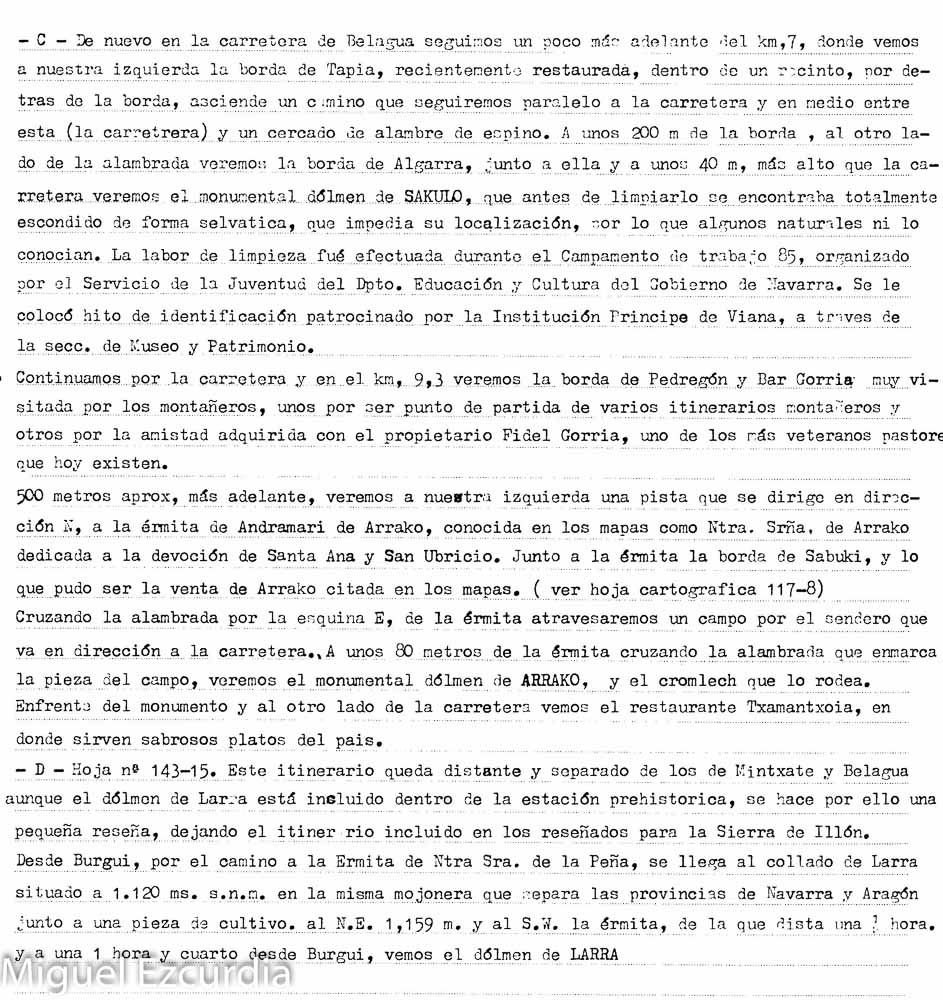 - C - De nuevo en la carretera de Belagua seguimos un poco más adelante del km,7, donde vemos
a nuestra izquierda la borda de Tapia, recientemente restaurada, dentro de un recinto, por de-
tras de la borda, asciende un camino que seguiremos paralelo a la carretera y en medio entre
esta (la carretrera) y un cercado de alambre de espino. A unos 200 m de la borda , al otro la-
do de la alambrada veremos la borda de Algarra, junto a ella y a unos 40 m, más alto que la ca-
rretera veremos el monumental dólmen de SAKULO, que antes de limpiarlo se encontraba totalmente
escondido de forma selvatica, que impedia su localización, por lo que algunos naturales ni lo
conocian. La labor de limpieza fué efectuada durante el Campamento de trabajo 85, organizado
por el Servicio de la Juventud del Dpto. Educación y Cultura del Gobierno de Navarra. Se le
colocó hito de identificación patrocinado por la Institución Principe de Viana, a traves de
la secc. de Museo y Patrimonio.
Continuamos por la carretera y en el km, 9,3 veremos la borda de Pedregón y Bar Gorria muy vi-
sitada por los montañeros, unos por ser punto de partida de varios itinerarios montañeros y
otros por la amistad adquirida con el propietario Fidel Gorria, uno de los más veteranos pastore
que hoy existen.
500 metros aprox, más adelante, veremos a nuestra izquierda una pista que se dirige en direc-
ción N, a la érmita de Andramari de Arrako, conocida en los mapas como Ntra. Srña. de Arrako
dedicada a la devoción de Santa Ana y San Ubricio. Junto a la érmita la borda de Sabuki, y lo
que pudo ser la venta de Arrako citada en los mapas. ( ver hoja cartografica 117-8)
Cruzando la alambrada por la esquina E, de la érmita atravesaremos un campo por el sendero que
va en dirección a la carretera., A unos 80 metros de la érmita cruzando la alambrada que enmarca
la pieza del campo, veremos el monumental dólmen de ARRAKO, y el cromlech que lo rodea.
Enfrente del monumento y al otro lado de la carretera vemos el restaurante Txamantxoia, en
donde sirven sabrosos platos del pais.
- D - Hoja nº 143-15. Este itinerario queda distante y separado de los de Mintxate y Belagua
aunque el dólmen de Larra está incluido dentro de la estación prehistorica, se hace por ello una
pequeña reseña, dejando el itiner rio incluido en los reseñados para la Sierra de Illón.
Desde Burgui, por el camino a la Ermita de Ntra Sra. de la Peña, se llega al collado de Larra
situado a 1.120 ms. s.n.m. en la misma mojonera que separa las provincias de Navarra y Aragón
junto a una pieza de cultivo. al N.E. 1,159 m. y al S.W. la érmita, de la que dista una hora.
y a una 1 hora y cuarto desde Burgui, vemos el dólmen de LARRA
Miguel Ezcurdia